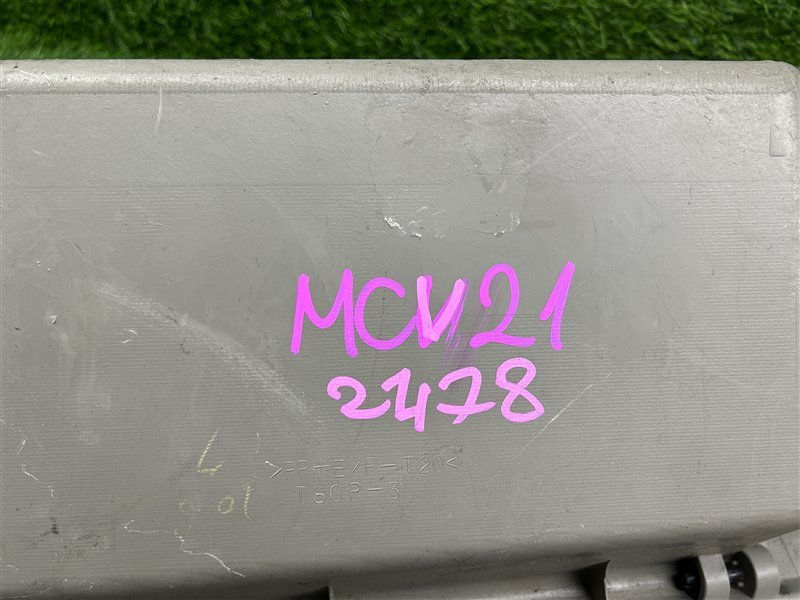 MCV21
2478
L
>PP+E/P-T20<
TSOP-3